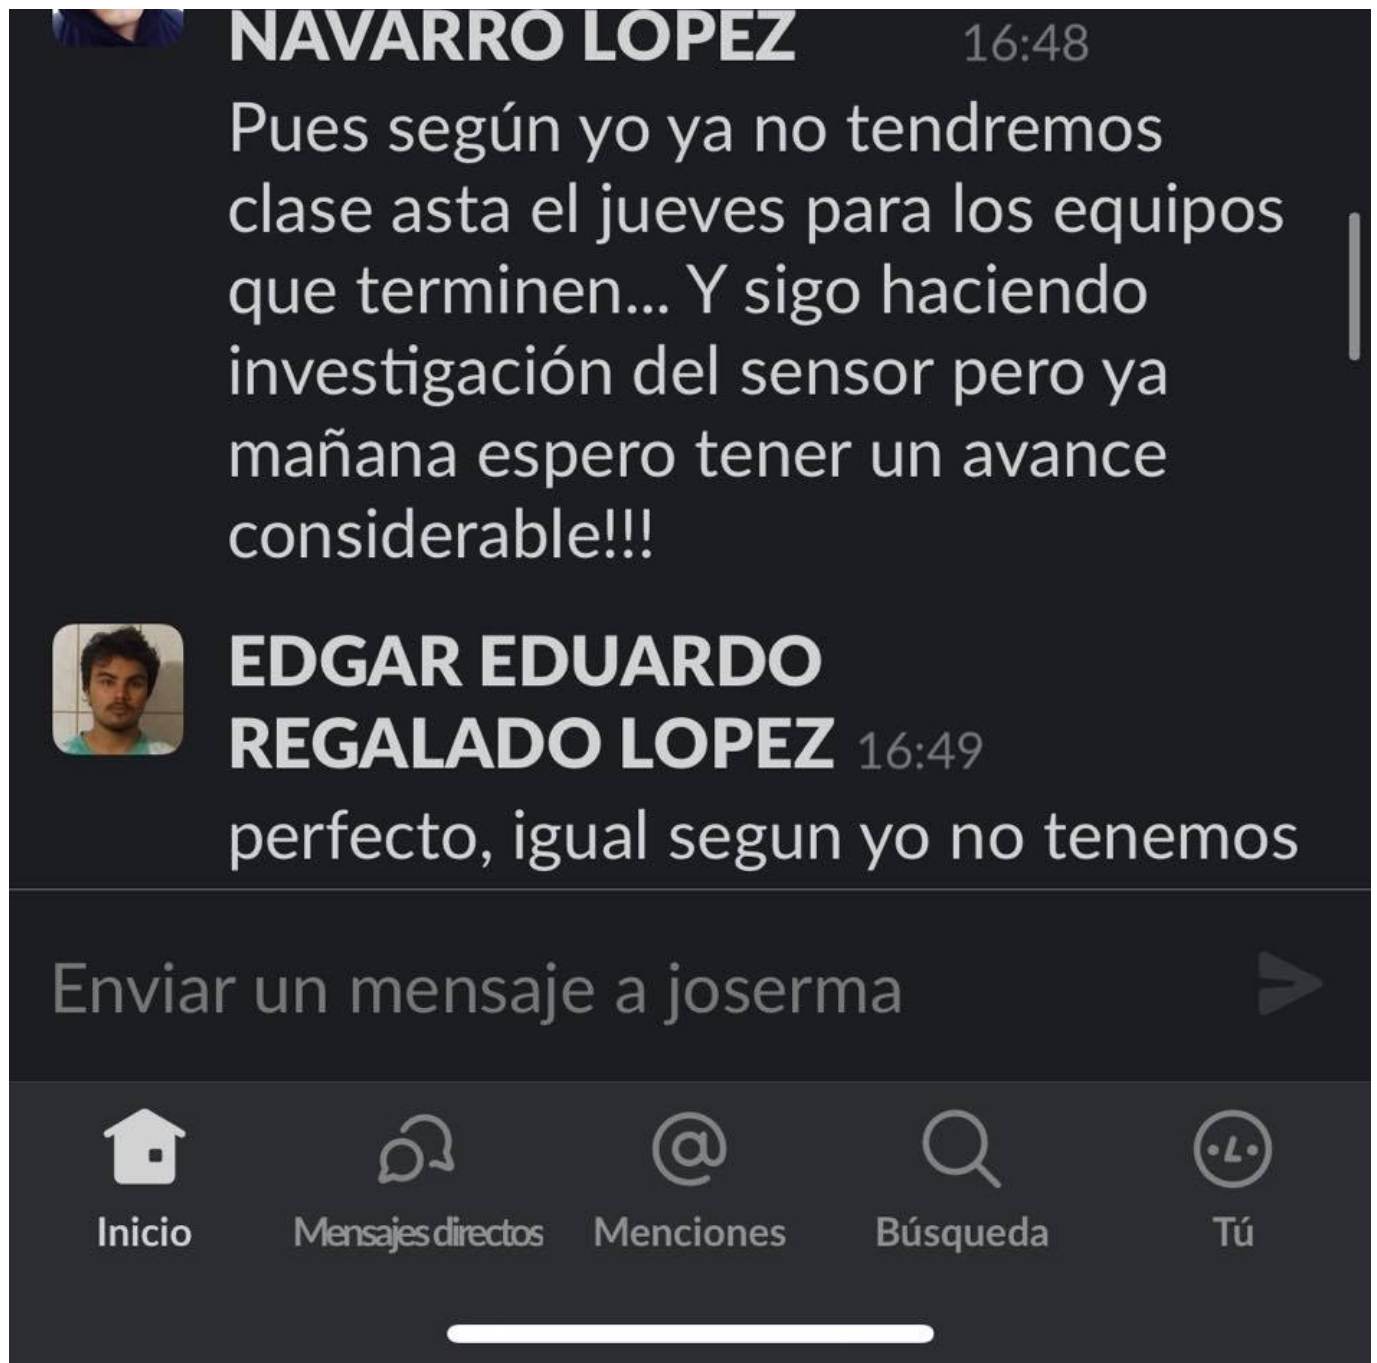 NAVARRO LOPEZ 16:48
Pues según yo ya no tendremos
clase asta el jueves para los equipos
que terminen... Y sigo haciendo
investigación del sensor pero ya
mañana espero tener un avance
considerable!!!
EDGAR EDUARDO
REGALADO LOPEZ 16:49
perfecto, igual segun yo no tenemos
Enviar un mensaje a joserma
Inicio Mensajes directos Menciones Búsqueda Tú